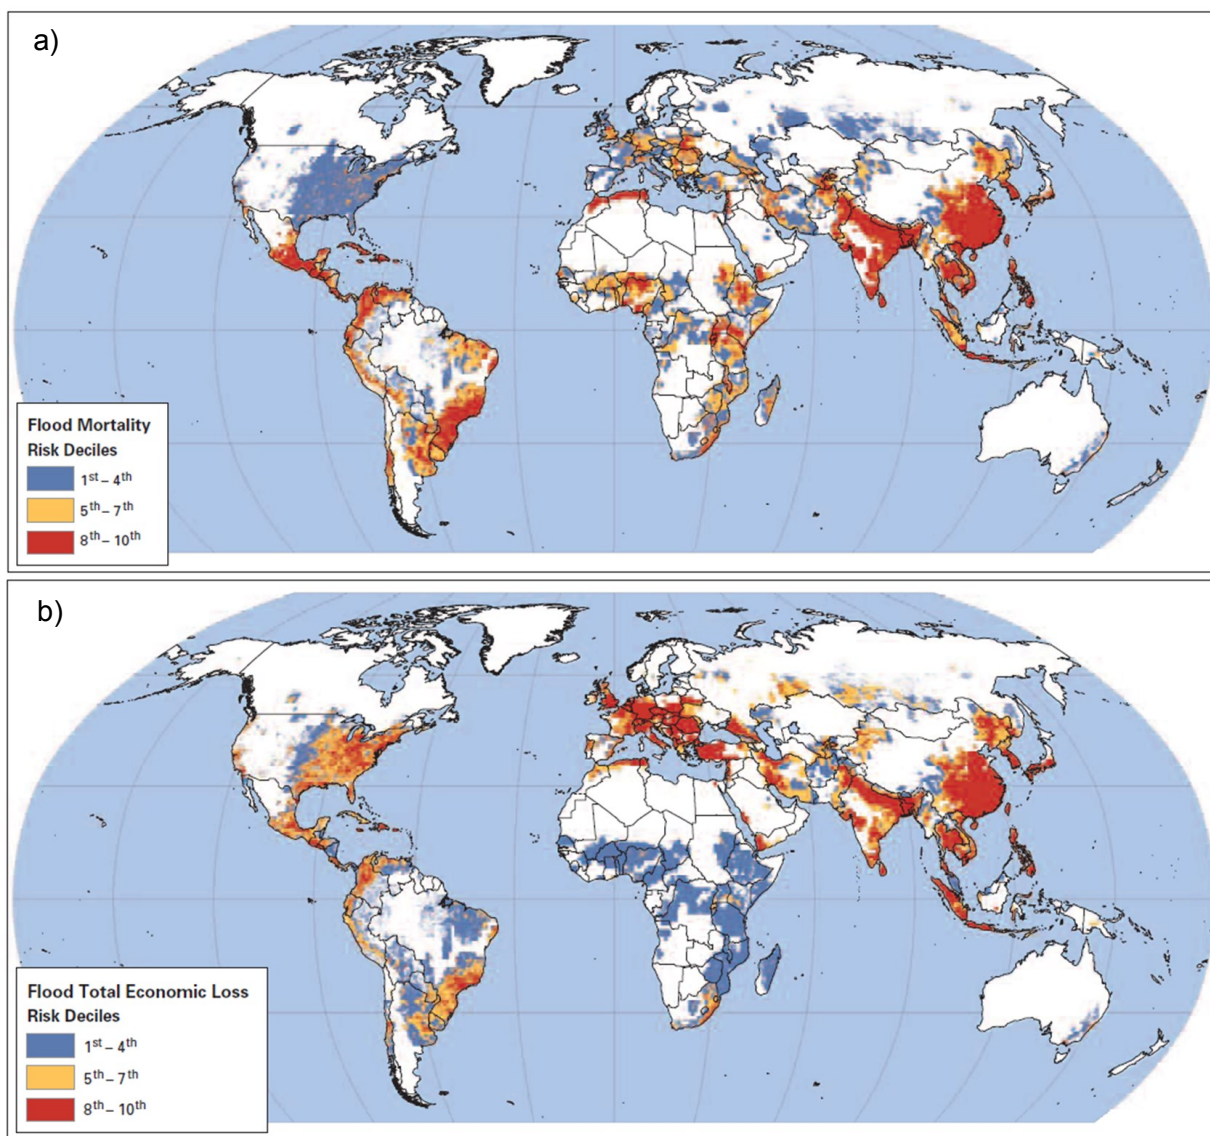 a)
Flood Mortality
Risk Deciles
1st – 4th
5th – 7th
8th – 10th
b)
Flood Total Economic Loss
Risk Deciles
1st – 4th
5th – 7th
8th – 10th